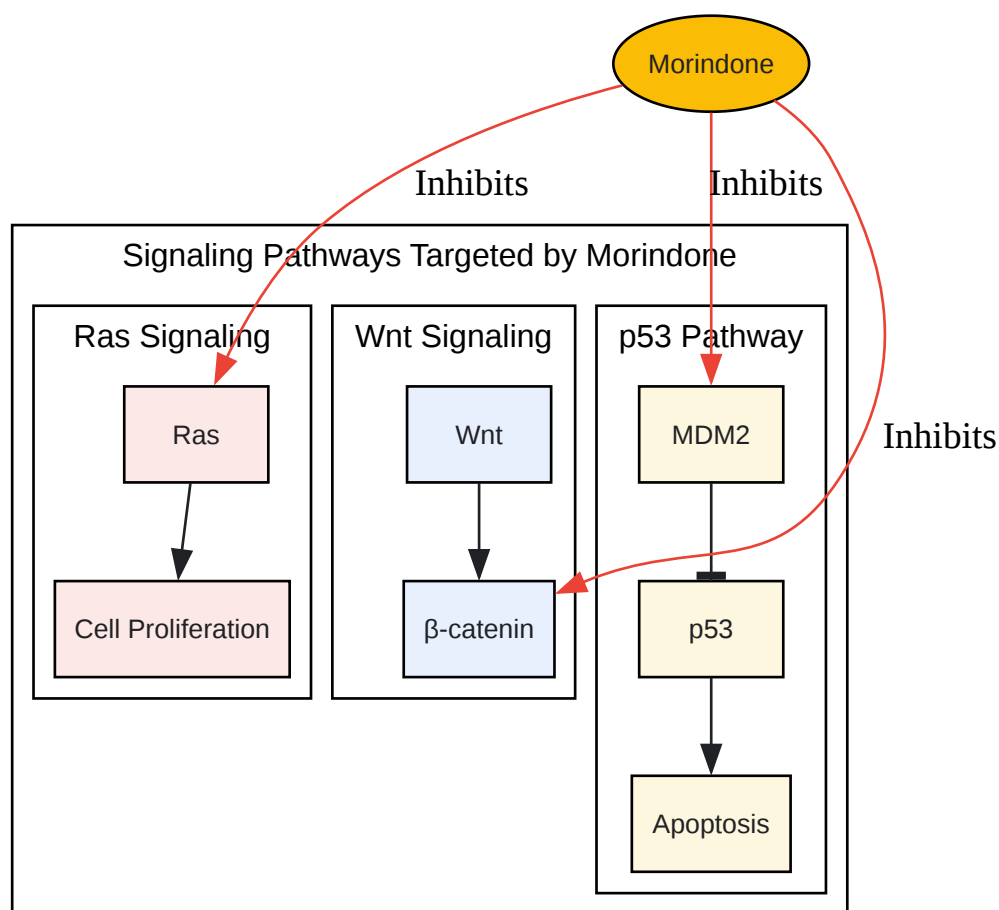 Morindone
Inhibits
Inhibits
Signaling Pathways Targeted by Morindone
Ras Signaling
Wnt Signaling
p53 Pathway
Ras
Wnt
MDM2
Inhibits
Cell Proliferation
β-catenin
p53
Apoptosis